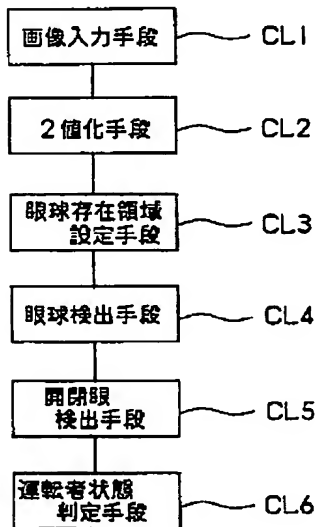 画像入力手段 CL1
2値化手段 CL2
眼球存在領域
設定手段 CL3
眼球検出手段 CL4
開閉眼
検出手段 CL5
運転者状態
判定手段 CL6